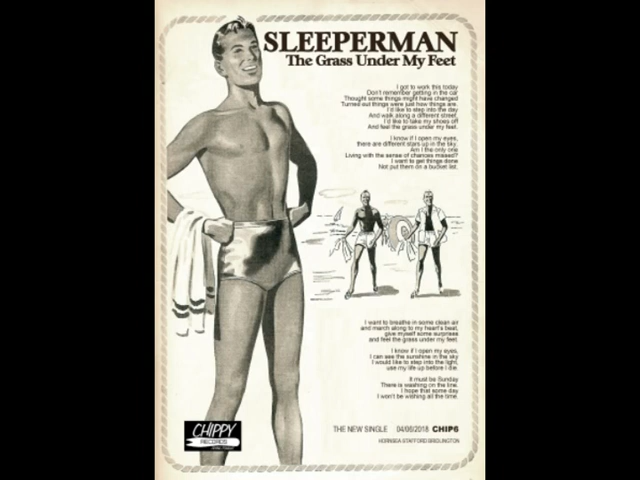 SLEEPERMAN
The Grass Under My Feet
I got to work this today
Don't remember getting in the car
Thought some things might have changed
Turned out things were just how things are.
I'd like to step into the day
And walk along a different street,
I'd like to take my shoes off
And feel the grass under my feet.
I know if I open my eyes,
there are different stars up in the sky.
Am I the only one
Living with the sense of chances missed?
I want to get things done
Not put them on a bucket list.
I want to breathe in some clean air
and march along to my heart's beat,
give myself some surprises
and feel the grass under my feet.
I know if I open my eyes,
I can see the sunshine in the sky
I would like to step into the light,
use my life up before I die.
It must be Sunday
There is washing on the line.
I hope that some day
I won't be wishing all the time.
CHIPPY
RECORDS
THE NEW SINGLE 04/06/2018 CHIP6
HORNSEA STAFFORD BRIDLINGTON